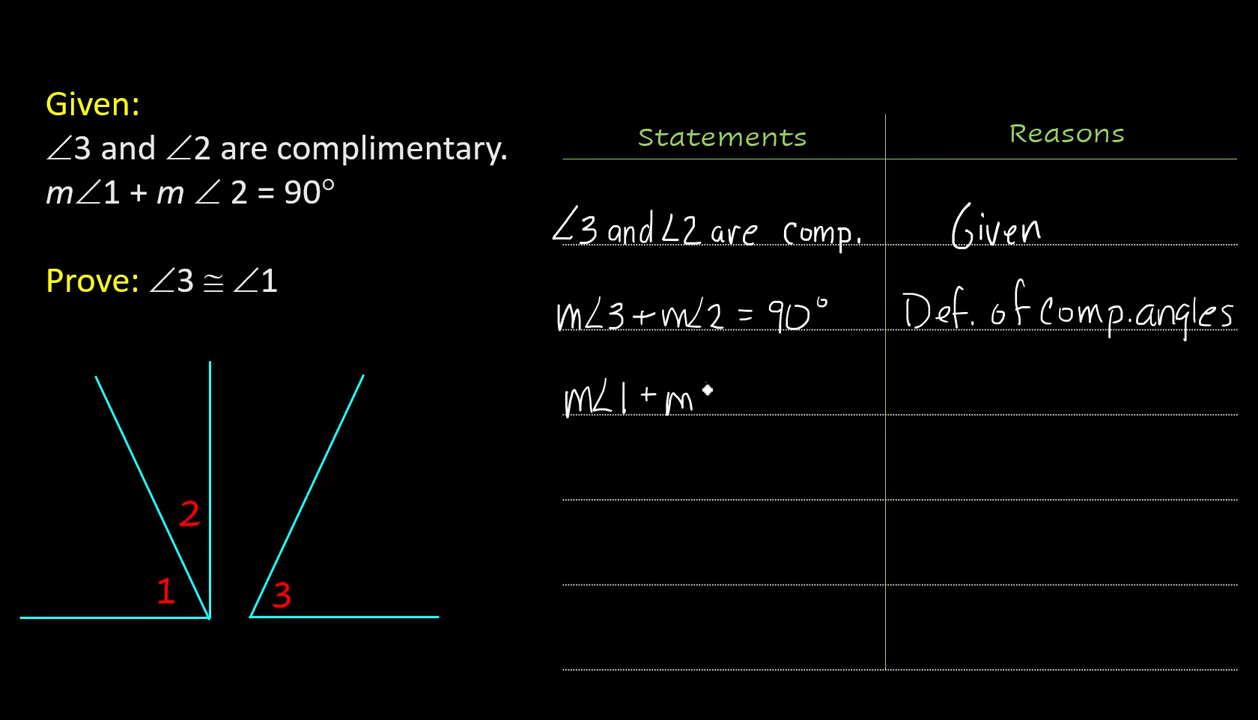 Given:
∠3 and ∠2 are complimentary.
m∠1 + m ∠ 2 = 90°
Prove: ∠3 ≅ ∠1
2
1
3
Statements
Reasons
∠3 and ∠2 are comp.
Given
m∠3 + m∠2 = 90°
Def. of comp. angles
m∠1 + m